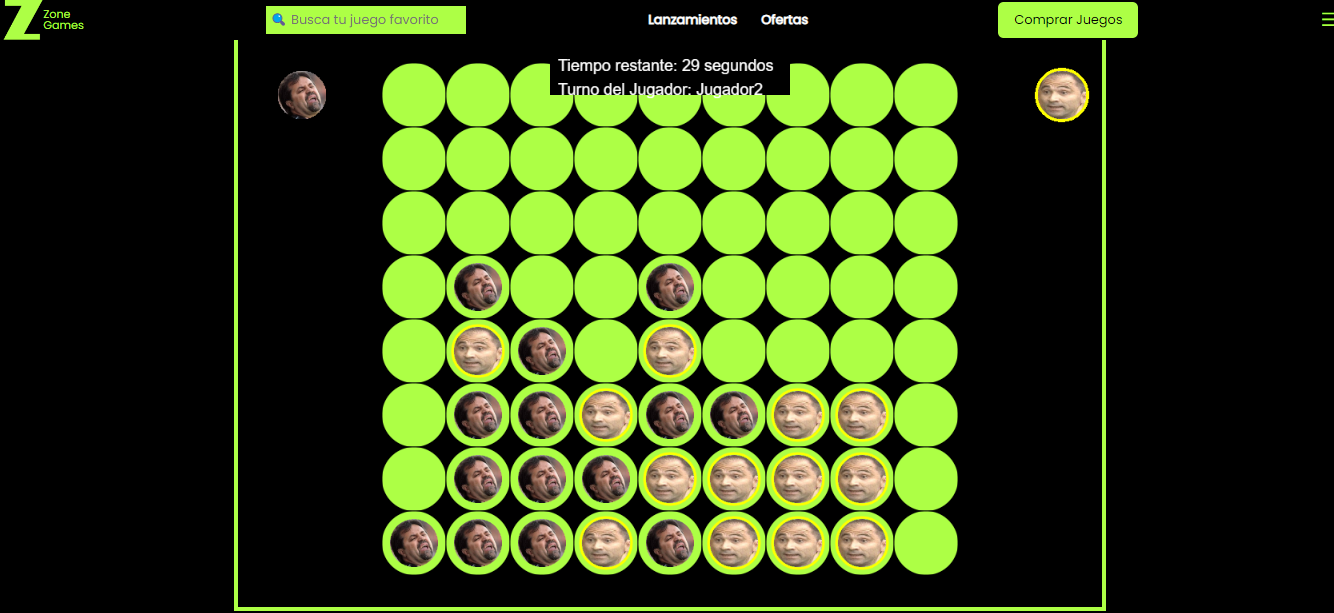 Zone
Games
Busca tu juego favorito
Lanzamientos
Ofertas
Comprar Juegos
Tiempo restante: 29 segundos
Turno del Jugador: Jugador2